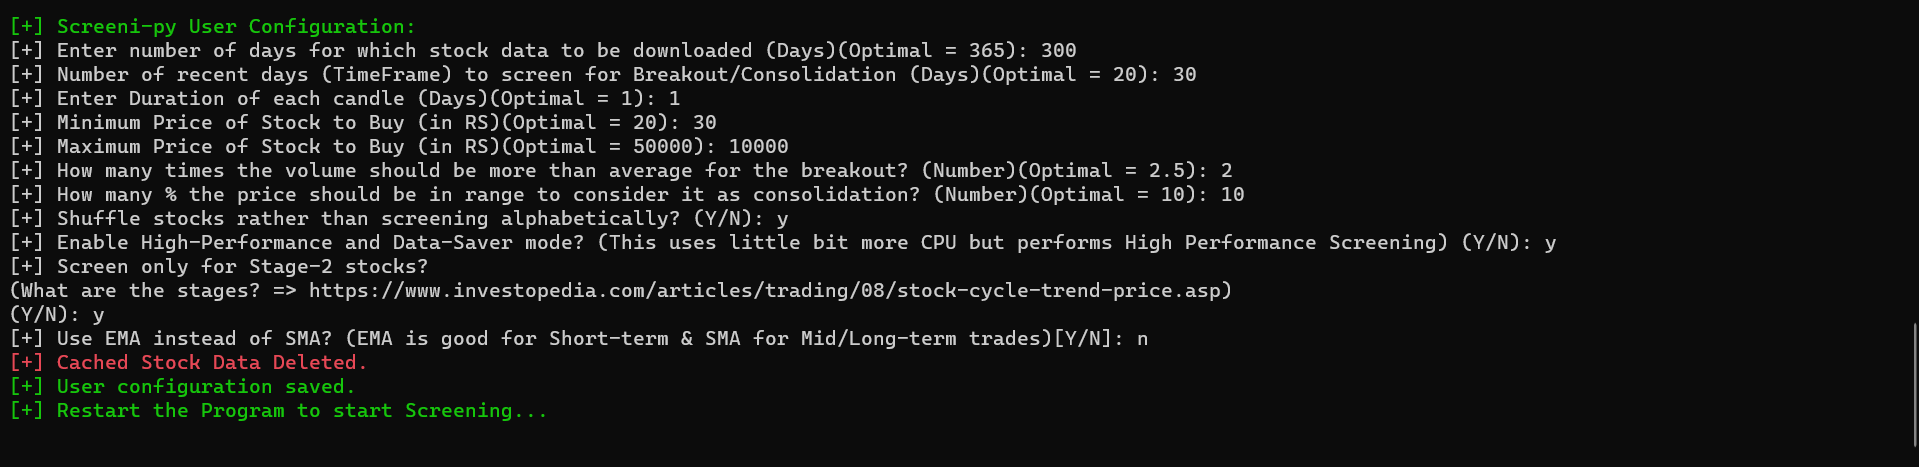 [+] Screeni-py User Configuration:
[+] Enter number of days for which stock data to be downloaded (Days)(Optimal = 365): 300
[+] Number of recent days (TimeFrame) to screen for Breakout/Consolidation (Days)(Optimal = 20): 30
[+] Enter Duration of each candle (Days)(Optimal = 1): 1
[+] Minimum Price of Stock to Buy (in RS)(Optimal = 20): 30
[+] Maximum Price of Stock to Buy (in RS)(Optimal = 50000): 10000
[+] How many times the volume should be more than average for the breakout? (Number)(Optimal = 2.5): 2
[+] How many % the price should be in range to consider it as consolidation? (Number)(Optimal = 10): 10
[+] Shuffle stocks rather than screening alphabetically? (Y/N): y
[+] Enable High-Performance and Data-Saver mode? (This uses little bit more CPU but performs High Performance Screening) (Y/N): y
[+] Screen only for Stage-2 stocks?
(What are the stages? => https://www.investopedia.com/articles/trading/08/stock-cycle-trend-price.asp)
(Y/N): y
[+] Use EMA instead of SMA? (EMA is good for Short-term & SMA for Mid/Long-term trades)[Y/N]: n
[+] Cached Stock Data Deleted.
[+] User configuration saved.
[+] Restart the Program to start Screening...